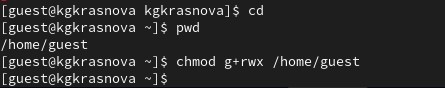 [guest@kgkrasnova kgkrasnova]$ cd
[guest@kgkrasnova ~]$ pwd
/home/guest
[guest@kgkrasnova ~]$ chmod g+rwx /home/guest
[guest@kgkrasnova ~]$